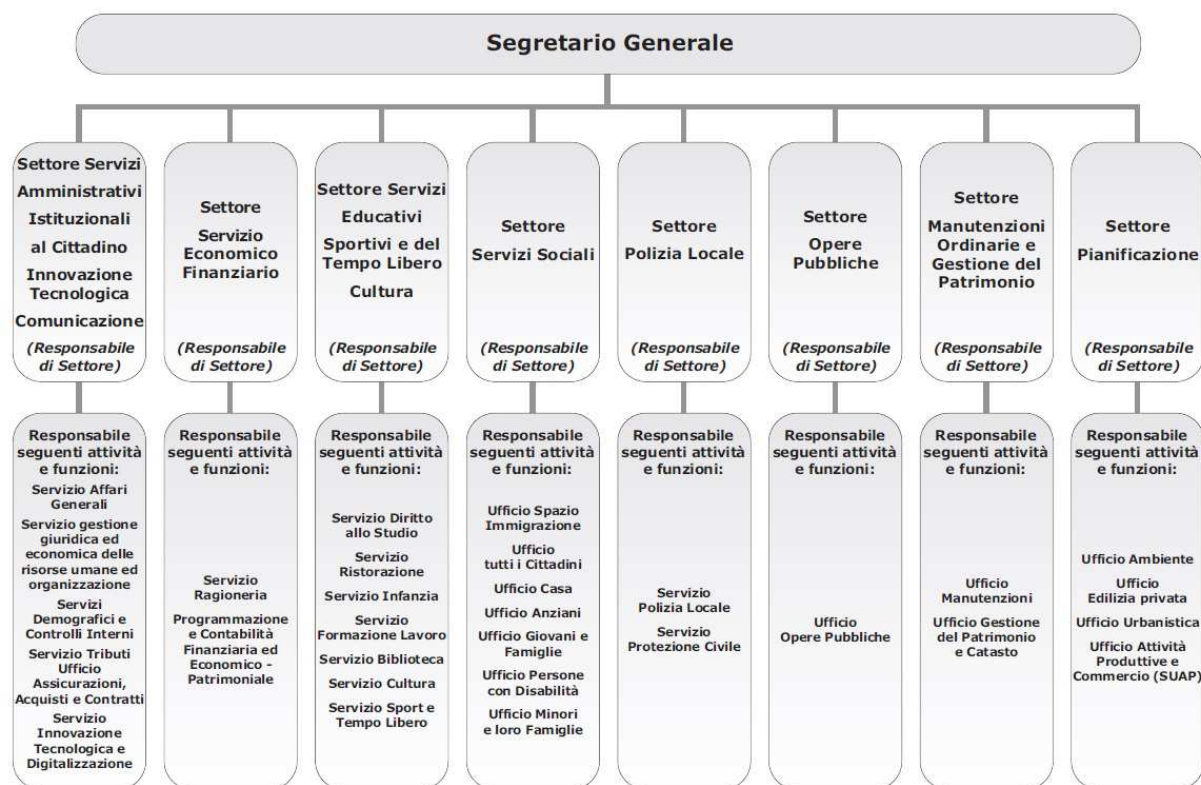 Segretario Generale
Settore Servizi
Amministrativi
Istituzionali
al Cittadino
Innovazione
Tecnologica
Comunicazione
(Responsabile
di Settore)
Settore
Servizio
Economico
Finanziario
(Responsabile
di Settore)
Settore Servizi
Educativi
Sportivi e del
Tempo Libero
Cultura
(Responsabile
di Settore)
Settore
Servizi Sociali
(Responsabile
di Settore)
Settore
Polizia Locale
(Responsabile
di Settore)
Settore
Opere
Pubbliche
(Responsabile
di Settore)
Settore
Manutenzioni
Ordinarie e
Gestione del
Patrimonio
(Responsabile
di Settore)
Settore
Pianificazione
(Responsabile
di Settore)
Responsabile
seguenti attività
e funzioni:
Servizio Affari
Generali
Servizio gestione
giuridica ed
economica delle
risorse umane ed
organizzazione
Servizi
Demografici e
Controlli Interni
Servizio Tributi
Ufficio
Assicurazioni,
Acquisti e Contratti
Servizio
Innovazione
Tecnologica e
Digitalizzazione
Responsabile
seguenti attività
e funzioni:
Servizio
Ragioneria
Programmazione
e Contabilità
Finanziaria ed
Economico -
Patrimoniale
Responsabile
seguenti attività
e funzioni:
Servizio Diritto
allo Studio
Servizio
Ristorazione
Servizio Infanzia
Servizio
Formazione Lavoro
Servizio Biblioteca
Servizio Cultura
Servizio Sport e
Tempo Libero
Responsabile
seguenti attività
e funzioni:
Ufficio Spazio
Immigrazione
Ufficio
tutti i Cittadini
Ufficio Casa
Ufficio Anziani
Ufficio Giovani e
Famiglie
Ufficio Persone
con Disabilità
Ufficio Minori
e loro Famiglie
Responsabile
seguenti attività
e funzioni:
Servizio
Polizia Locale
Servizio
Protezione Civile
Responsabile
seguenti attività
e funzioni:
Ufficio
Opere Pubbliche
Responsabile
seguenti attività
e funzioni:
Ufficio
Manutenzioni
Ufficio Gestione
del Patrimonio
e Catasto
Responsabile
seguenti attività
e funzioni:
Ufficio Ambiente
Ufficio
Edilizia privata
Ufficio Urbanistica
Ufficio Attività
Produttive e
Commercio (SUAP)